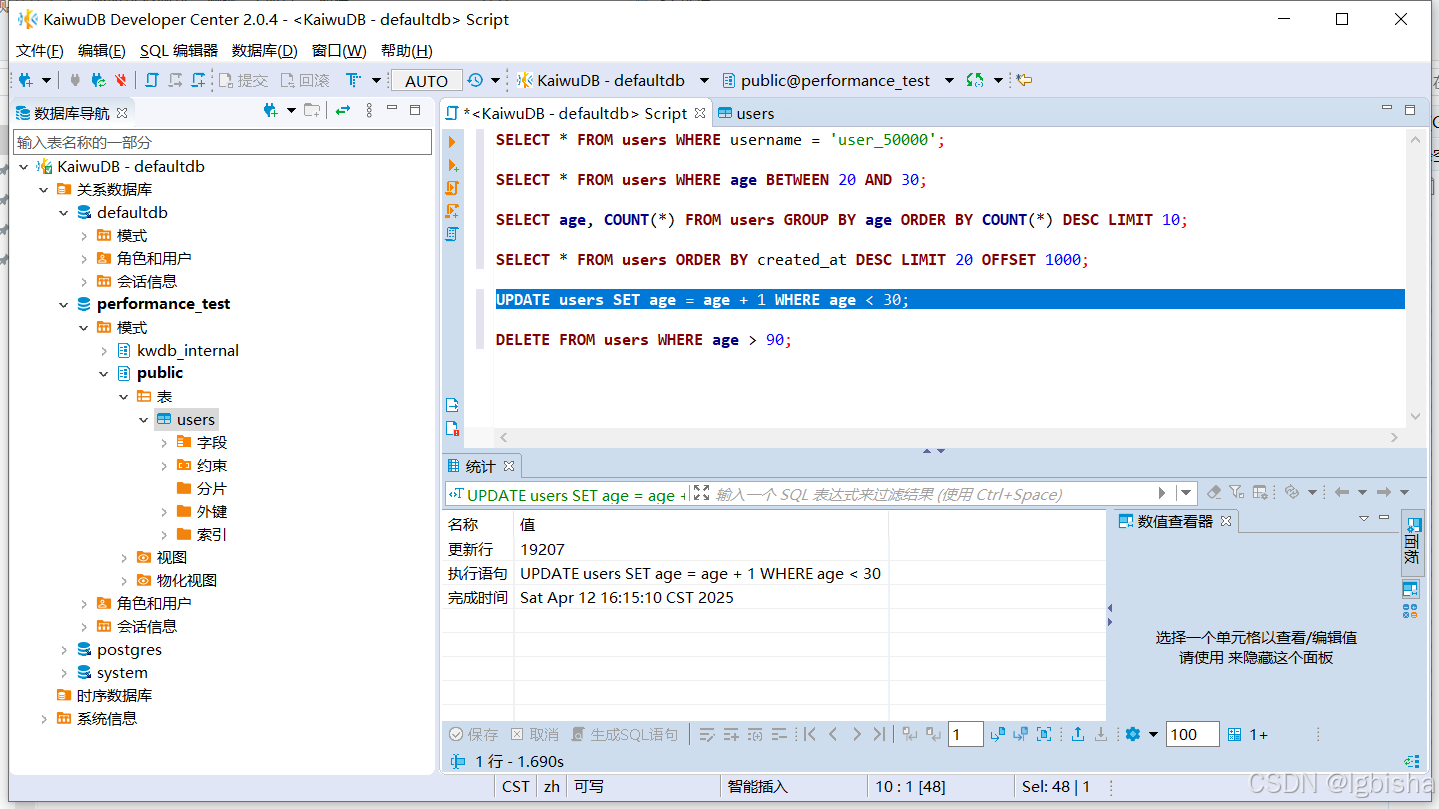 KaiwuDB Developer Center 2.0.4 - <KaiwuDB - defaultdb> Script
文件(F) 编辑(E) SQL 编辑器 数据库(D) 窗口(W) 帮助(H)
提交 回滚 AUTO KaiwuDB - defaultdb public@performance_test
数据库导航
输入表名称的一部分
KaiwuDB - defaultdb
关系数据库
defaultdb
模式
角色和用户
会话信息
performance_test
模式
kwdb_internal
public
表
users
字段
约束
分片
外键
索引
视图
物化视图
角色和用户
会话信息
postgres
system
时序数据库
系统信息
*<KaiwuDB - defaultdb> Script users
SELECT * FROM users WHERE username = 'user_50000';
SELECT * FROM users WHERE age BETWEEN 20 AND 30;
SELECT age, COUNT(*) FROM users GROUP BY age ORDER BY COUNT(*) DESC LIMIT 10;
SELECT * FROM users ORDER BY created_at DESC LIMIT 20 OFFSET 1000;
UPDATE users SET age = age + 1 WHERE age < 30;
DELETE FROM users WHERE age > 90;
统计
UPDATE users SET age = age + 输入一个 SQL 表达式来过滤结果 (使用 Ctrl+Space)
名称 值
更新行 19207
执行语句 UPDATE users SET age = age + 1 WHERE age < 30
完成时间 Sat Apr 12 16:15:10 CST 2025
数值查看器
面板
选择一个单元格以查看/编辑值
请使用 来隐藏这个面板
保存 取消 生成SQL语句 1 100 1+
1 行 - 1.690s
CST zh 可写 智能插入 10 : 1 [48] Sel: 48 | 1
CSDN @lgbisha